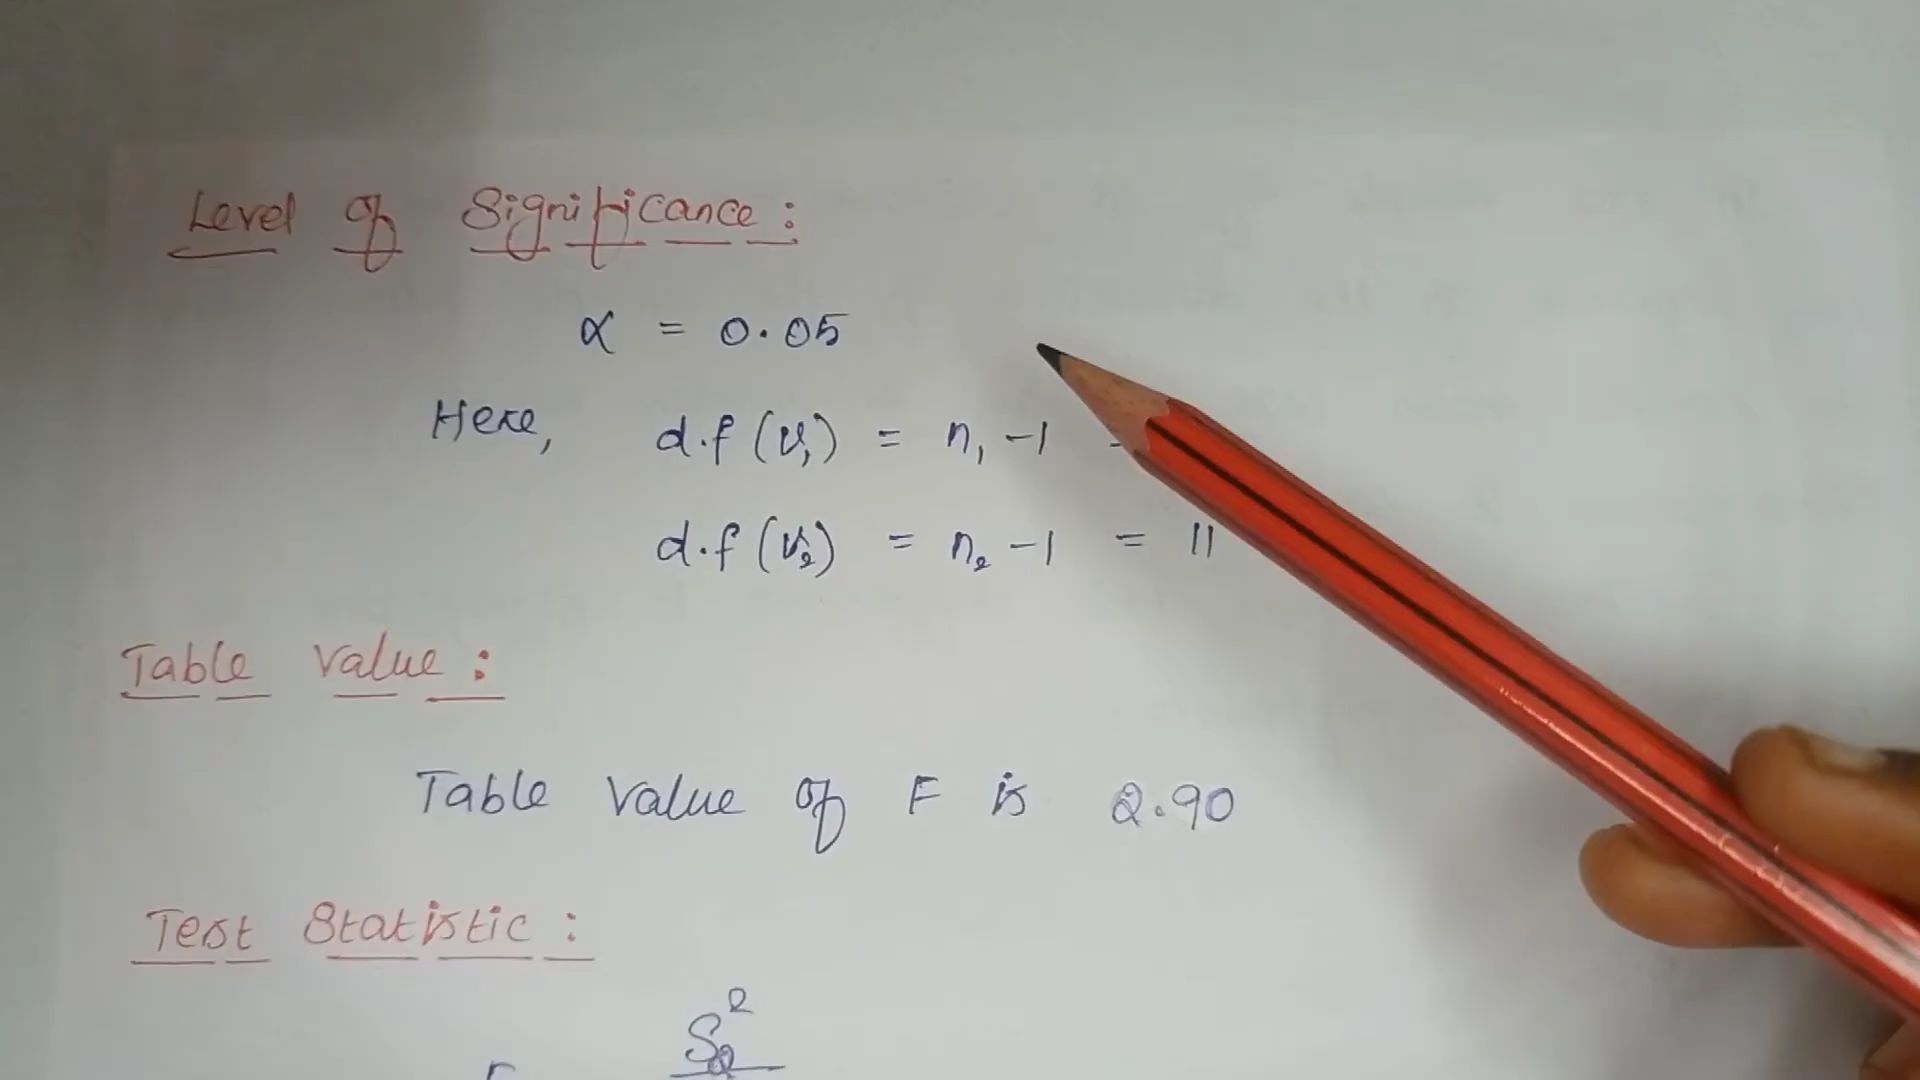 Level of Significance :
α = 0.05
Here, d.f (ν₁) = n₁ -1 =
d.f (ν₂) = n₂ -1 = 11
Table Value :
Table Value of F is 2.90
Test Statistic :
S₂²